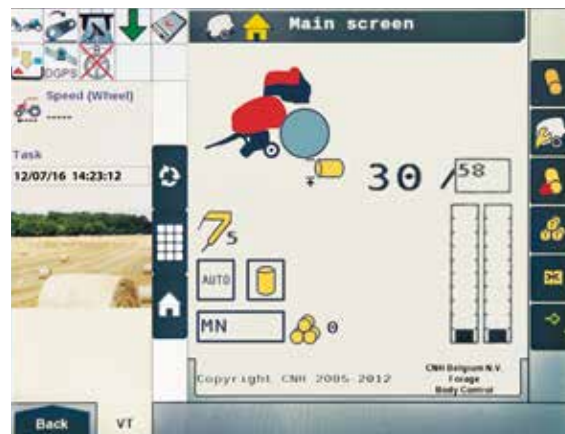 Main screen
DGPS
Speed (Wheel)
-----
Task
12/07/16 14:23:12
30 /58
5
AUTO
MN
0
Copyright CNH 2005-2012
CNH Belgium N.V.
Forage
Body Control
Back
VT